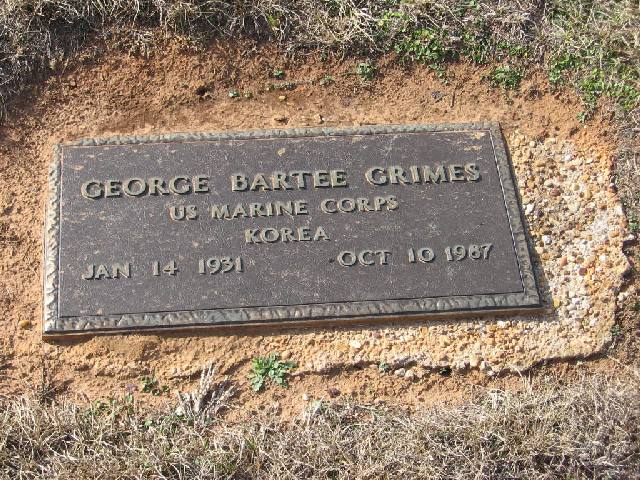 GEORGE BARTEE GRIMES
US MARINE CORPS
KOREA
JAN 14 1931 OCT 10 1987